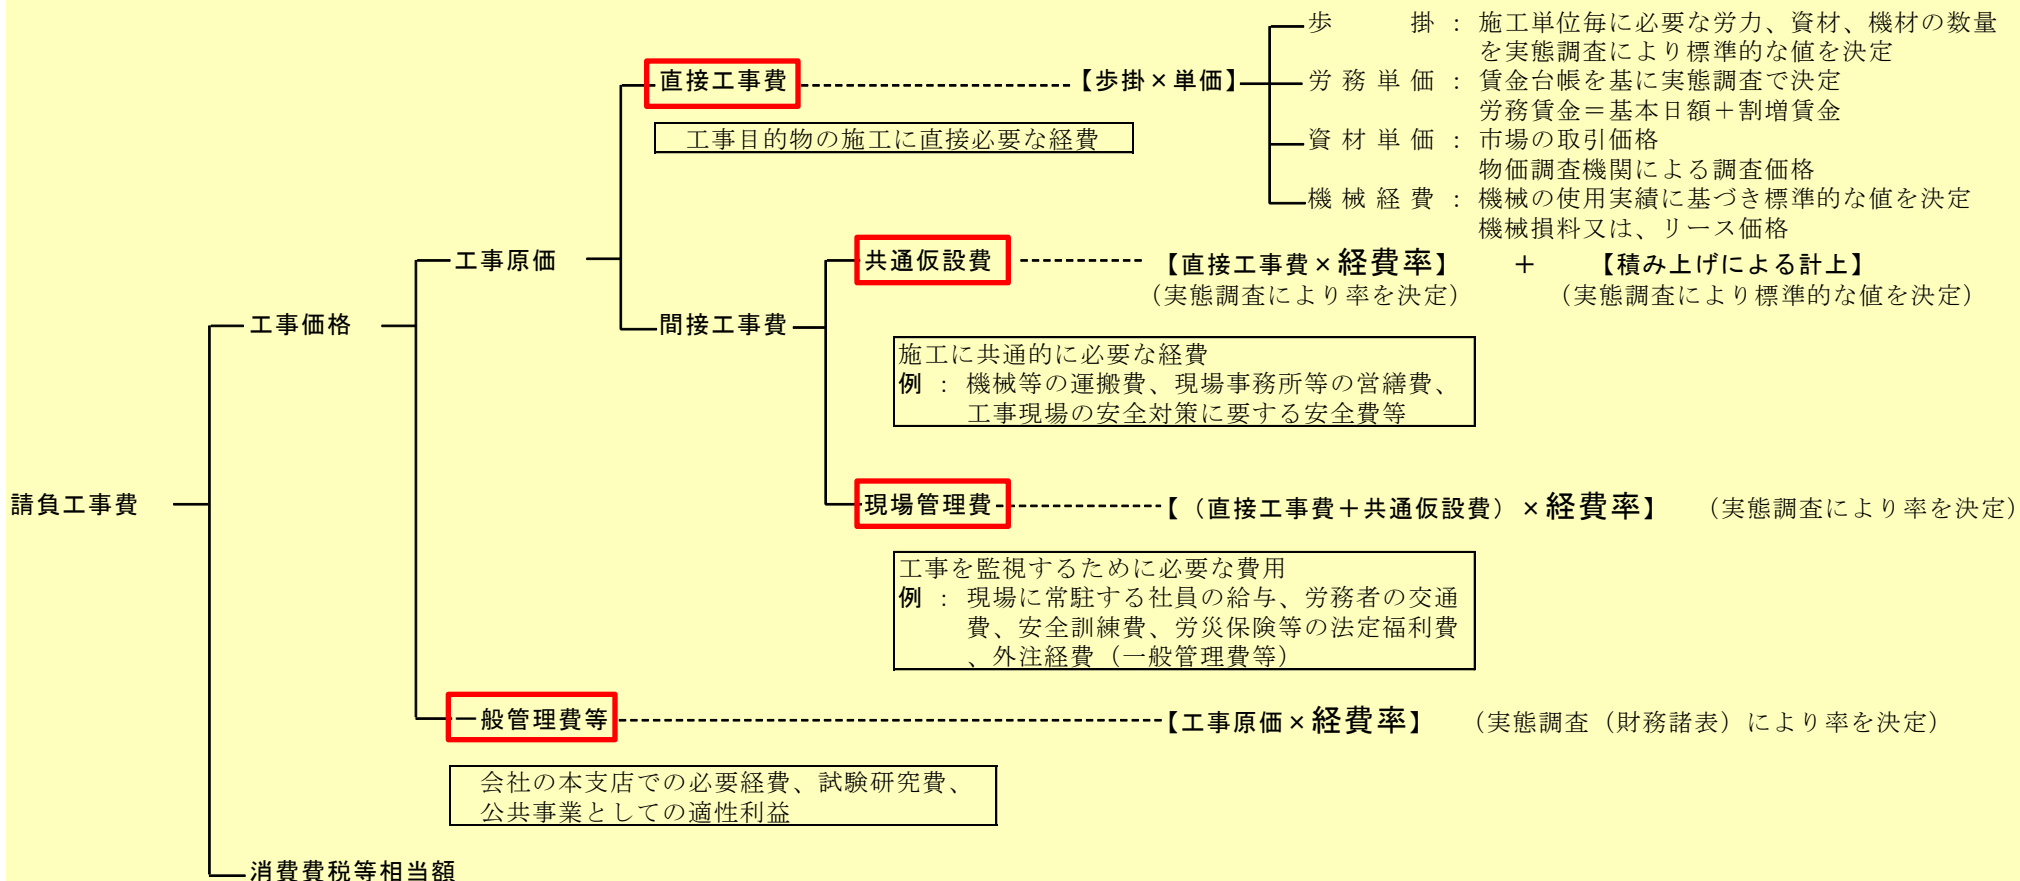 歩　　掛 : 施工単位毎に必要な労力、資材、機材の数量
を実態調査により標準的な値を決定
直接工事費 【歩掛×単価】 労務単価 : 賃金台帳を基に実態調査で決定
労務賃金＝基本日額＋割増賃金
工事目的物の施工に直接必要な経費
資材単価 : 市場の取引価格
物価調査機関による調査価格
機械経費 : 機械の使用実績に基づき標準的な値を決定
機械損料又は、リース価格
工事原価 共通仮設費 【直接工事費×経費率】 ＋ 【積み上げによる計上】
（実態調査により率を決定） （実態調査により標準的な値を決定）
工事価格 間接工事費
施工に共通的に必要な経費
例 : 機械等の運搬費、現場事務所等の営繕費、
工事現場の安全対策に要する安全費等
請負工事費 現場管理費 【（直接工事費＋共通仮設費）×経費率】 （実態調査により率を決定）
工事を監視するために必要な費用
例 : 現場に常駐する社員の給与、労務者の交通
費、安全訓練費、労災保険等の法定福利費
、外注経費（一般管理費等）
一般管理費等 【工事原価×経費率】 （実態調査（財務諸表）により率を決定）
会社の本支店での必要経費、試験研究費、
公共事業としての適性利益
消費費税等相当額